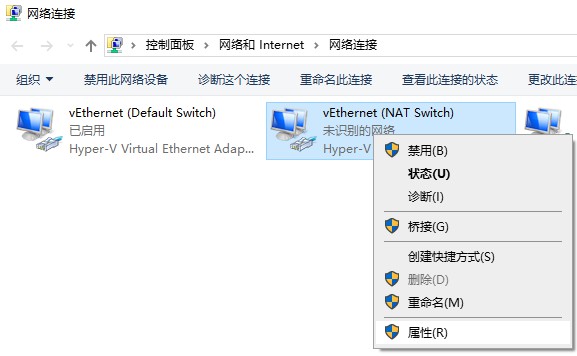 网络连接
控制面板 › 网络和 Internet › 网络连接
组织 禁用此网络设备 诊断这个连接 重命名此连接 查看此连接的状态 更改此连
vEthernet (Default Switch)
已启用
Hyper-V Virtual Ethernet Adap...
vEthernet (NAT Switch)
未识别的网络
Hyper-V
禁用(B)
状态(U)
诊断(I)
桥接(G)
创建快捷方式(S)
删除(D)
重命名(M)
属性(R)